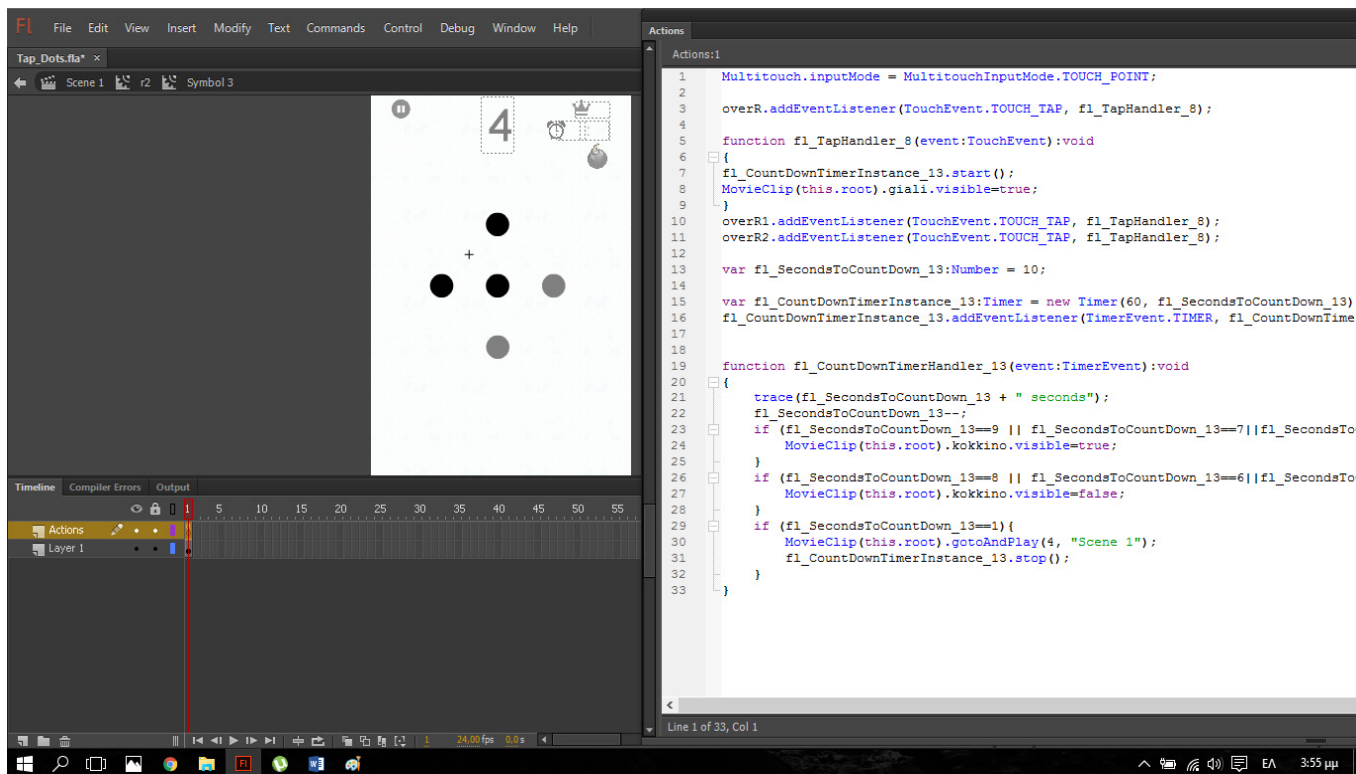 Fl File Edit View Insert Modify Text Commands Control Debug Window Help
Tap_Dots.fla* ×
Scene 1 r2 Symbol 3
4
Timeline Compiler Errors Output
1 5 10 15 20 25 30 35 40 45 50 55
Actions
Layer 1
1 24,00 fps 0,0 s
Actions
Actions:1
1 Multitouch.inputMode = MultitouchInputMode.TOUCH_POINT;
2
3 overR.addEventListener(TouchEvent.TOUCH_TAP, fl_TapHandler_8);
4
5 function fl_TapHandler_8(event:TouchEvent):void
6 {
7 fl_CountDownTimerInstance_13.start();
8 MovieClip(this.root).giali.visible=true;
9 }
10 overR1.addEventListener(TouchEvent.TOUCH_TAP, fl_TapHandler_8);
11 overR2.addEventListener(TouchEvent.TOUCH_TAP, fl_TapHandler_8);
12
13 var fl_SecondsToCountDown_13:Number = 10;
14
15 var fl_CountDownTimerInstance_13:Timer = new Timer(60, fl_SecondsToCountDown_13)
16 fl_CountDownTimerInstance_13.addEventListener(TimerEvent.TIMER, fl_CountDownTime
17
18
19 function fl_CountDownTimerHandler_13(event:TimerEvent):void
20 {
21 trace(fl_SecondsToCountDown_13 + " seconds");
22 fl_SecondsToCountDown_13--;
23 if (fl_SecondsToCountDown_13==9 || fl_SecondsToCountDown_13==7||fl_SecondsTo
24 MovieClip(this.root).kokkino.visible=true;
25 }
26 if (fl_SecondsToCountDown_13==8 || fl_SecondsToCountDown_13==6||fl_SecondsTo
27 MovieClip(this.root).kokkino.visible=false;
28 }
29 if (fl_SecondsToCountDown_13==1){
30 MovieClip(this.root).gotoAndPlay(4, "Scene 1");
31 fl_CountDownTimerInstance_13.stop();
32 }
33 }
Line 1 of 33, Col 1
Fl
ΕΛ 3:55 μμ